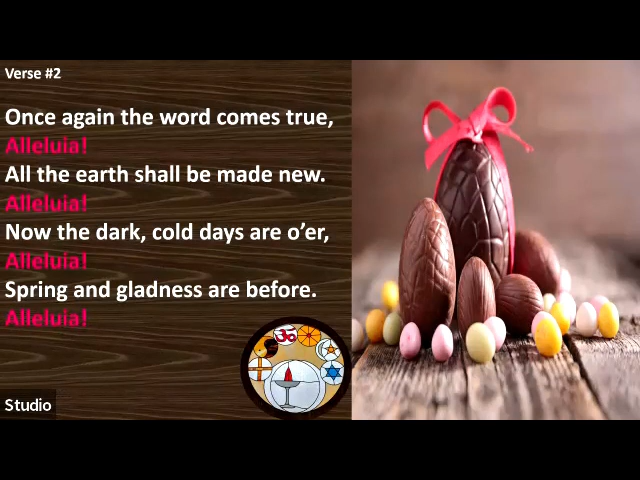 Verse #2
Once again the word comes true,
Alleluia!
All the earth shall be made new.
Alleluia!
Now the dark, cold days are o’er,
Alleluia!
Spring and gladness are before.
Alleluia!
Studio